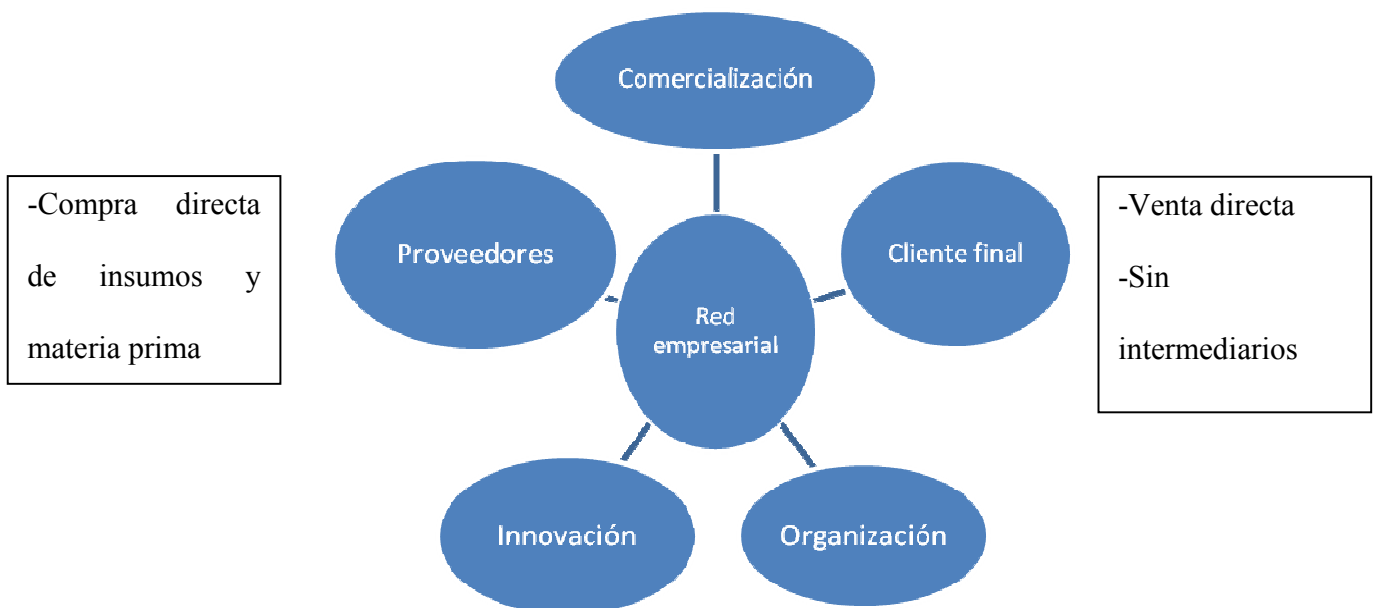 Comercialización
-Compra directa
de insumos y
materia prima
Proveedores
Cliente final
-Venta directa
-Sin
intermediarios
Red
empresarial
Innovación
Organización